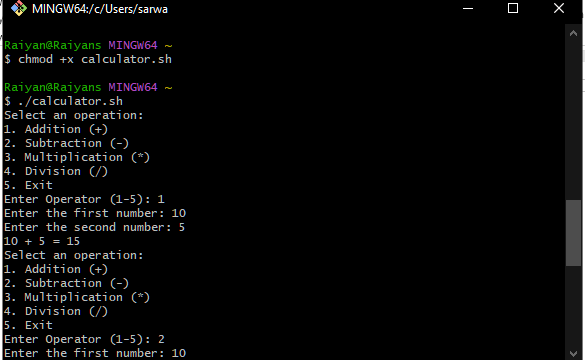 MINGW64:/c/Users/sarwa
Raiyan@Raiyans MINGW64 ~
$ chmod +x calculator.sh
Raiyan@Raiyans MINGW64 ~
$ ./calculator.sh
Select an operation:
1. Addition (+)
2. Subtraction (-)
3. Multiplication (*)
4. Division (/)
5. Exit
Enter Operator (1-5): 1
Enter the first number: 10
Enter the second number: 5
10 + 5 = 15
Select an operation:
1. Addition (+)
2. Subtraction (-)
3. Multiplication (*)
4. Division (/)
5. Exit
Enter Operator (1-5): 2
Enter the first number: 10